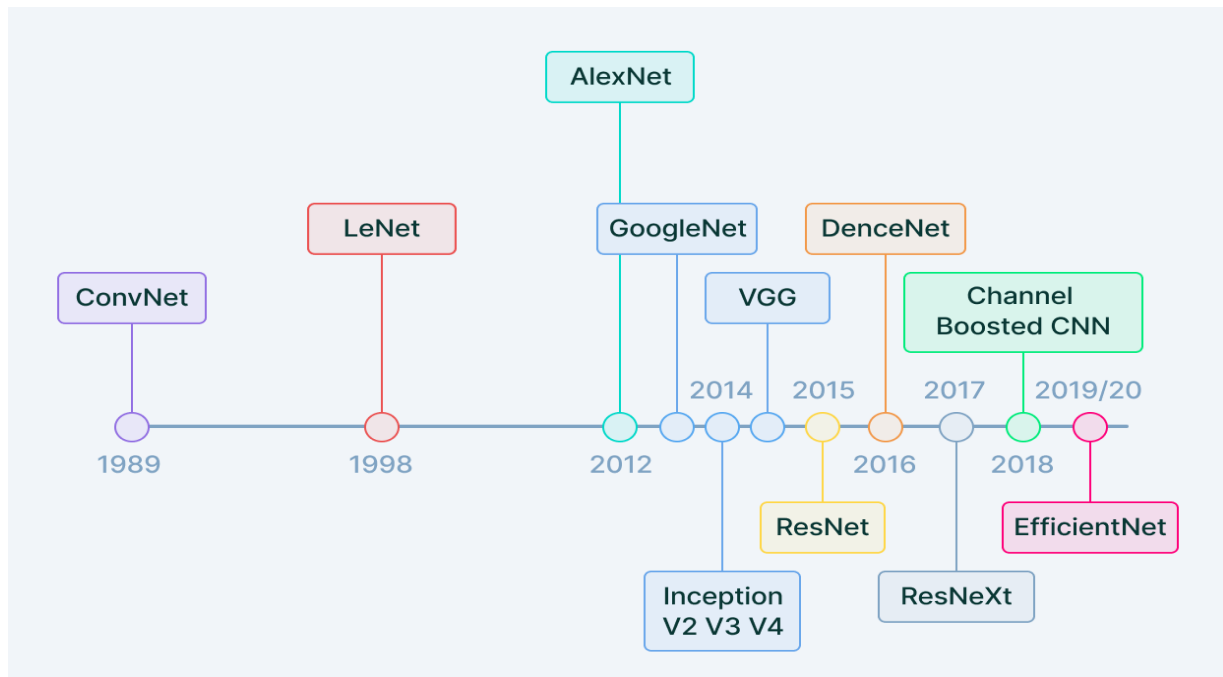 AlexNet
LeNet
GoogleNet
DenceNet
ConvNet
VGG
Channel
Boosted CNN
2014
2015
2017
2019/20
1989
1998
2012
2016
2018
ResNet
EfficientNet
Inception
V2 V3 V4
ResNeXt